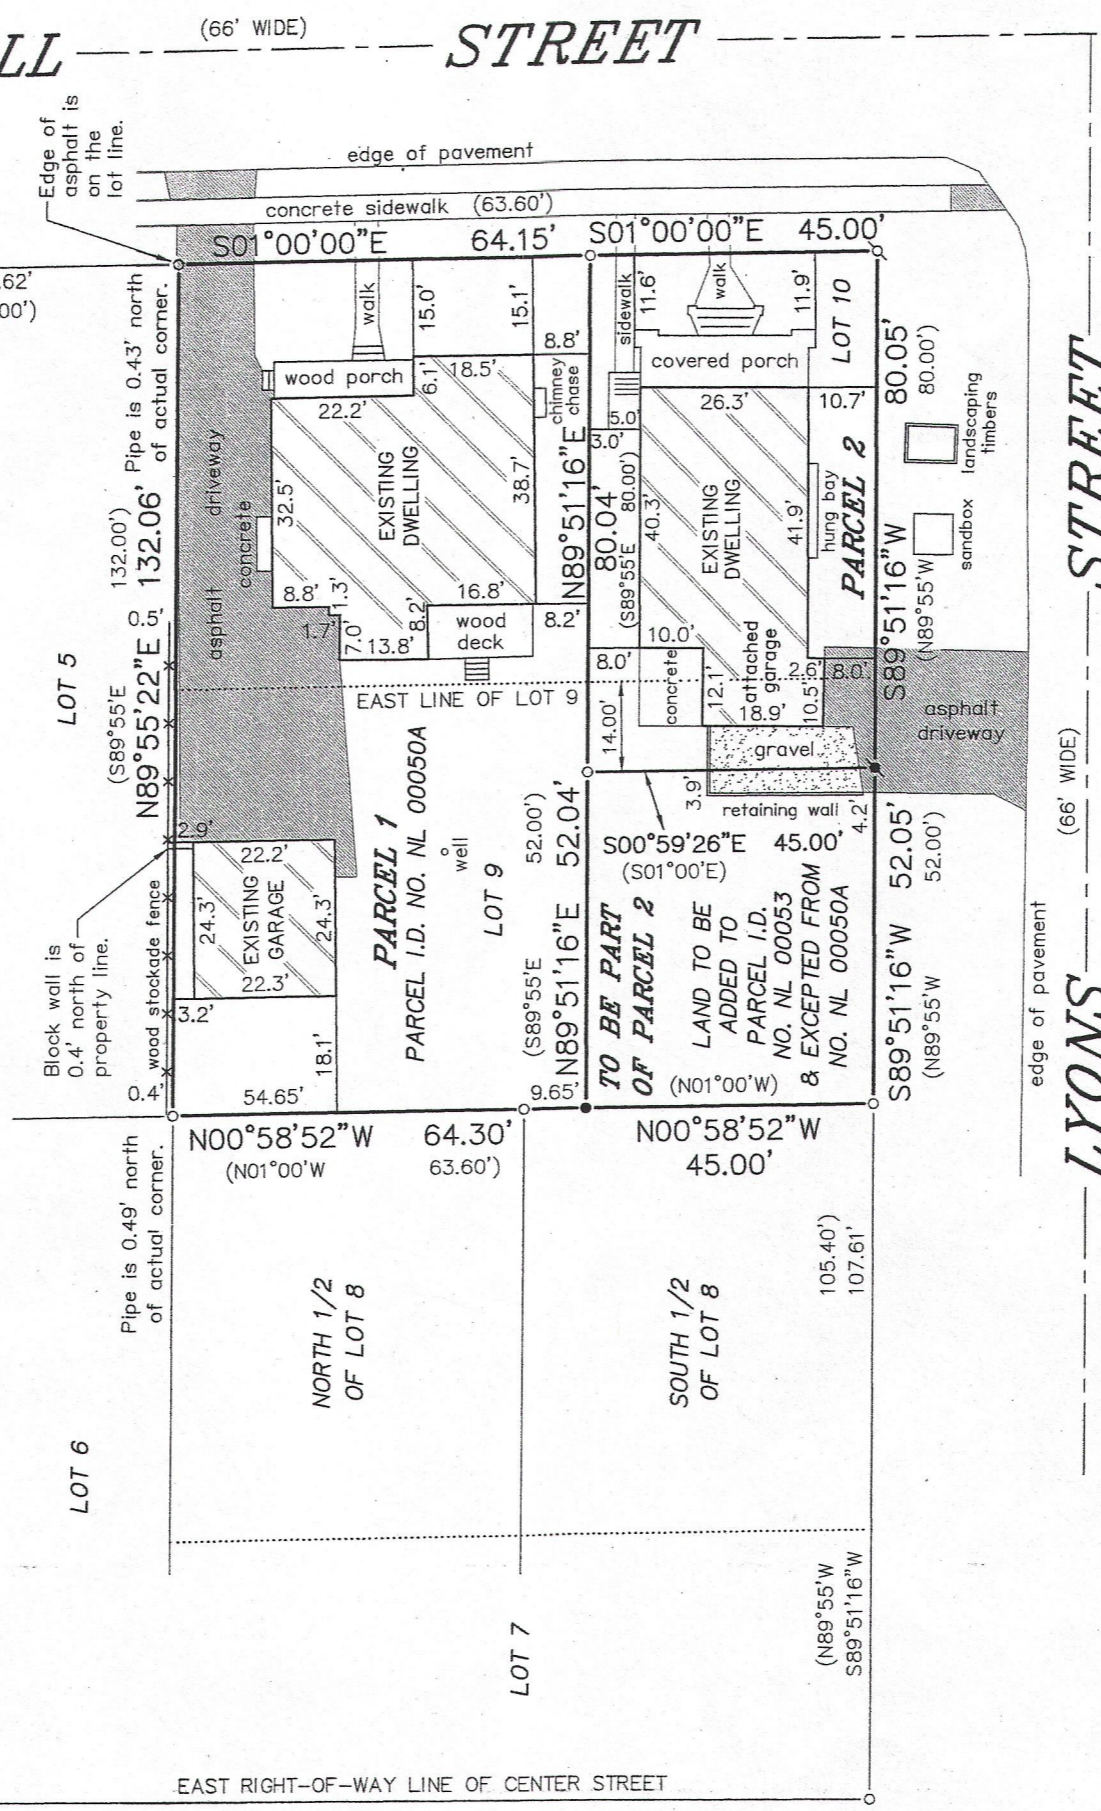 (66' WIDE)
LL STREET
Edge of
asphalt is
on the
lot line.
edge of pavement
concrete sidewalk (63.60')
S01°00'00"E 64.15'
S01°00'00"E 45.00'
.62'
00')
Pipe is 0.43' north
of actual corner.
walk
15.0'
15.1'
sidewalk
11.6'
walk
11.9'
LOT 10
80.05'
80.00')
wood porch
6.1'
18.5'
8.8'
chimney
chase
covered porch
22.2'
26.3'
10.7'
5.0'
3.0'
landscaping
timbers
asphalt driveway
concrete
32.5'
EXISTING
DWELLING
38.7'
N89°51'16"E
80.04'
(S89°55'E 80.00')
40.3'
EXISTING
DWELLING
41.9'
hung bay
PARCEL 2
sandbox
STREET
132.00')
132.06'
8.8'
1.3'
16.8'
8.2'
1.7'
7.0'
13.8'
wood
deck
8.2'
10.0'
attached
garage
2.6'
8.0'
S89°51'16"W
(N89°55'W
0.5'
LOT 5
8.0'
concrete
12.1'
18.9'
10.5'
asphalt
driveway
EAST LINE OF LOT 9
14.00'
gravel
(S89°55'E
N89°55'22"E
(66' WIDE)
3.9'
retaining wall
4.2'
2.9'
22.2'
24.3'
EXISTING
GARAGE
24.3'
22.3'
PARCEL 1
PARCEL I.D. NO. NL 00050A
well
LOT 9
52.00')
52.04'
S00°59'26"E 45.00'
(S01°00'E)
52.05'
52.00')
wood stockade fence
Block wall is
0.4' north of
property line.
3.2'
18.1'
0.4'
54.65'
(S89°55'E
N89°51'16"E
9.65'
TO BE PART
OF PARCEL 2
LAND TO BE
ADDED TO
PARCEL I.D.
NO. NL 00053
& EXCEPTED FROM
NO. NL 00050A
(N01°00'W)
S89°51'16"W
(N89°55'W
edge of pavement
LYONS
N00°58'52"W 64.30'
(N01°00'W 63.60')
N00°58'52"W
45.00'
Pipe is 0.49' north
of actual corner.
105.40')
107.61'
NORTH 1/2
OF LOT 8
SOUTH 1/2
OF LOT 8
LOT 6
LOT 7
(N89°55'W
S89°51'16"W
EAST RIGHT-OF-WAY LINE OF CENTER STREET